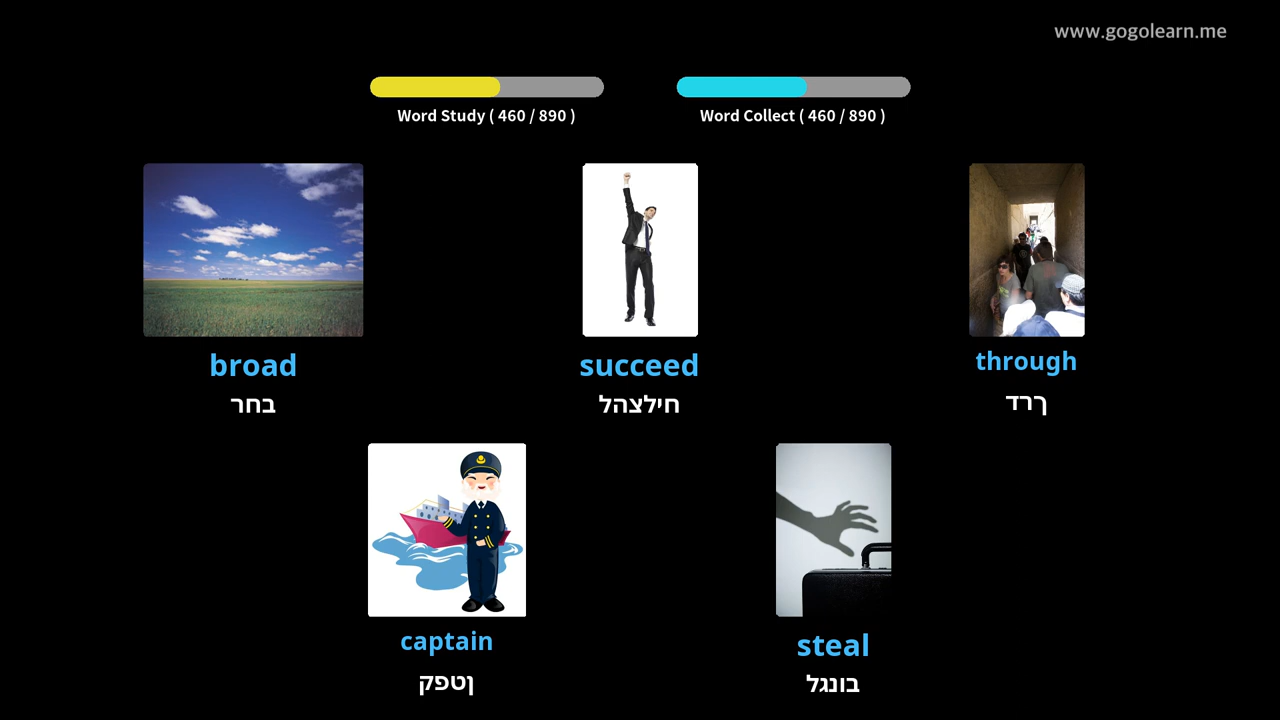 www.gogolearn.me
Word Study ( 460 / 890 )
Word Collect ( 460 / 890 )
broad
בחר
succeed
חילצהל
through
ךרד
captain
ןטפק
steal
בונגל